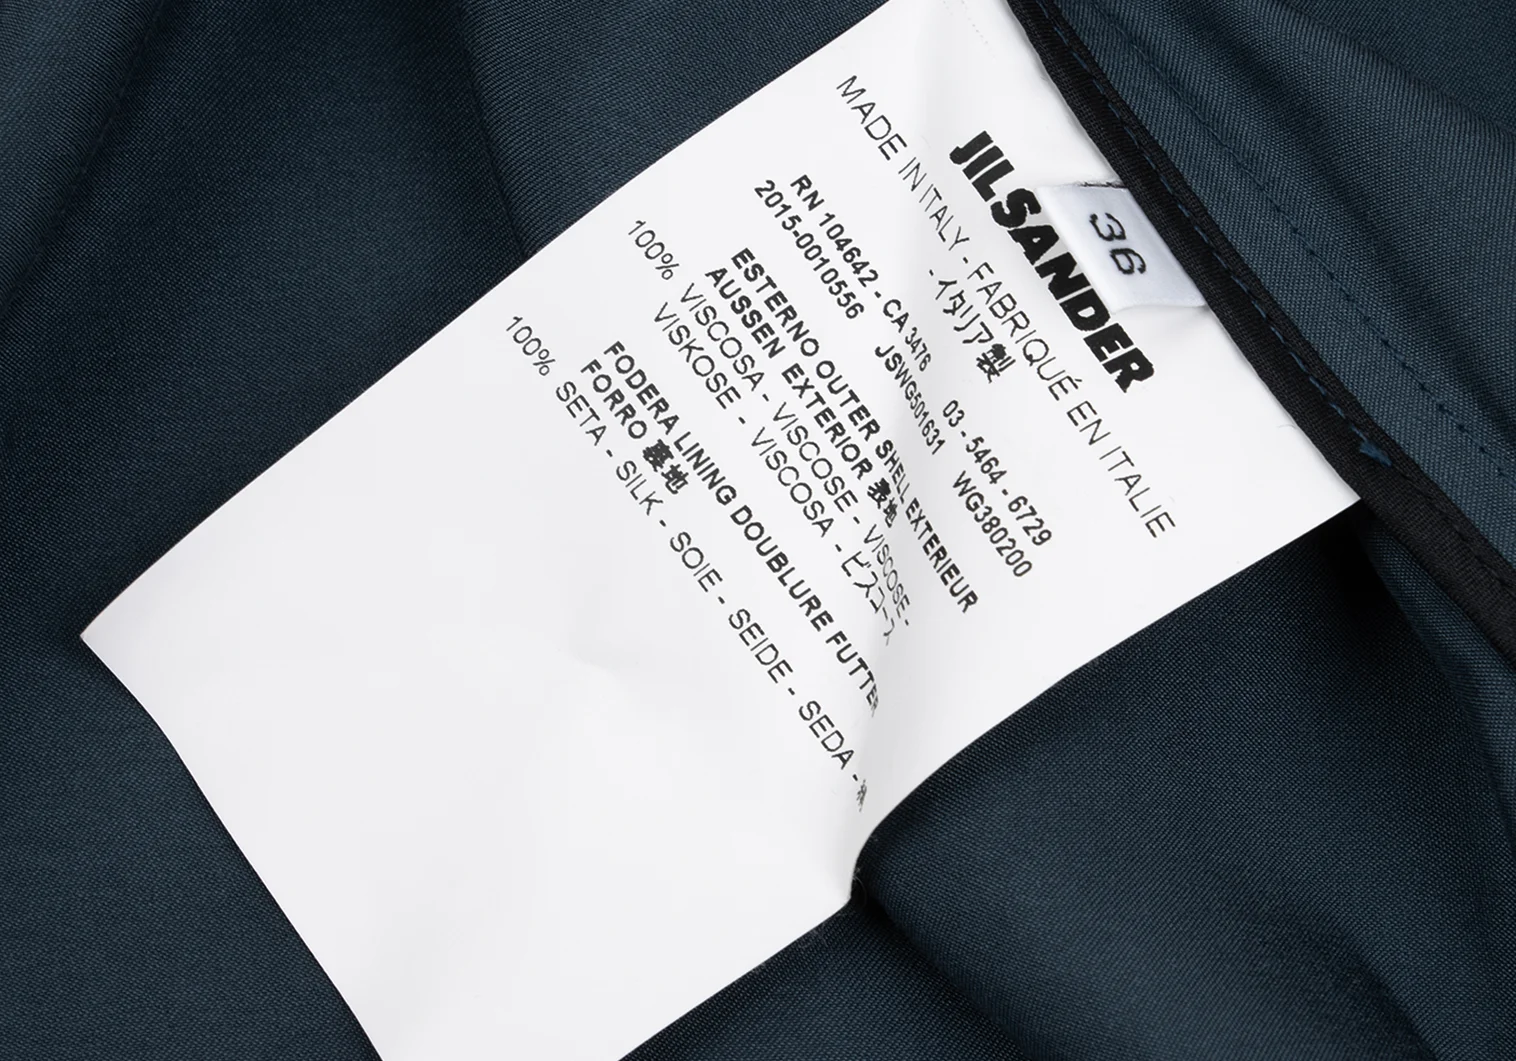 JIL SANDER
36
MADE IN ITALY - FABRIQUÉ EN ITALIE
- イタリア製
RN 104642 - CA 3476 03 - 5464 - 6729
2015-0010556 JSWG501631 WG380200
ESTERNO OUTER SHELL EXTERIEUR
AUSSEN EXTERIOR 表地
100% VISCOSA - VISCOSE - VISCOSE -
VISKOSE - VISCOSA - ビスコース
FODERA LINING DOUBLURE FUTTER
FORRO 裏地
100% SETA - SILK - SOIE - SEIDE - SEDA -